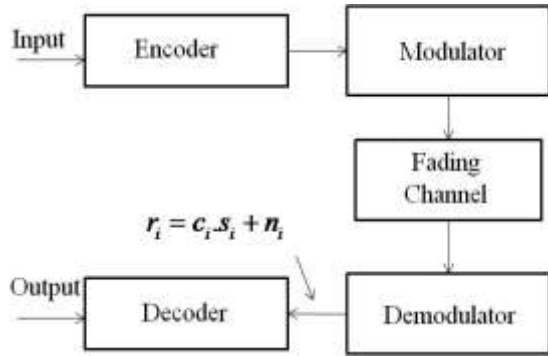 Input
Encoder
Modulator
Fading
Channel
r_i = c_i.s_i + n_i
Output
Decoder
Demodulator